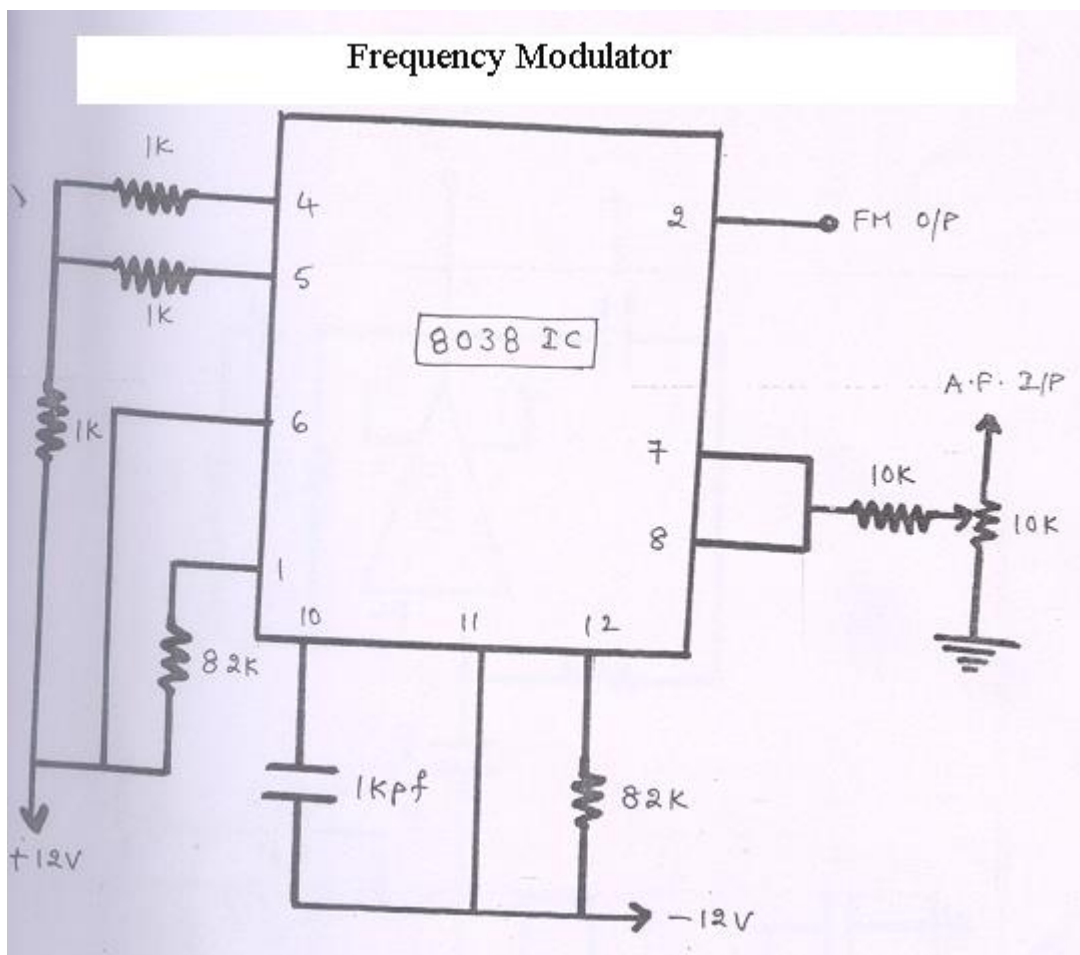 Frequency Modulator
1K
4
2
FM O/P
5
1K
8038 IC
A.F. I/P
6
1K
7
10K
10K
8
1
10
11
12
82K
1Kpf
82K
+12V
-12V